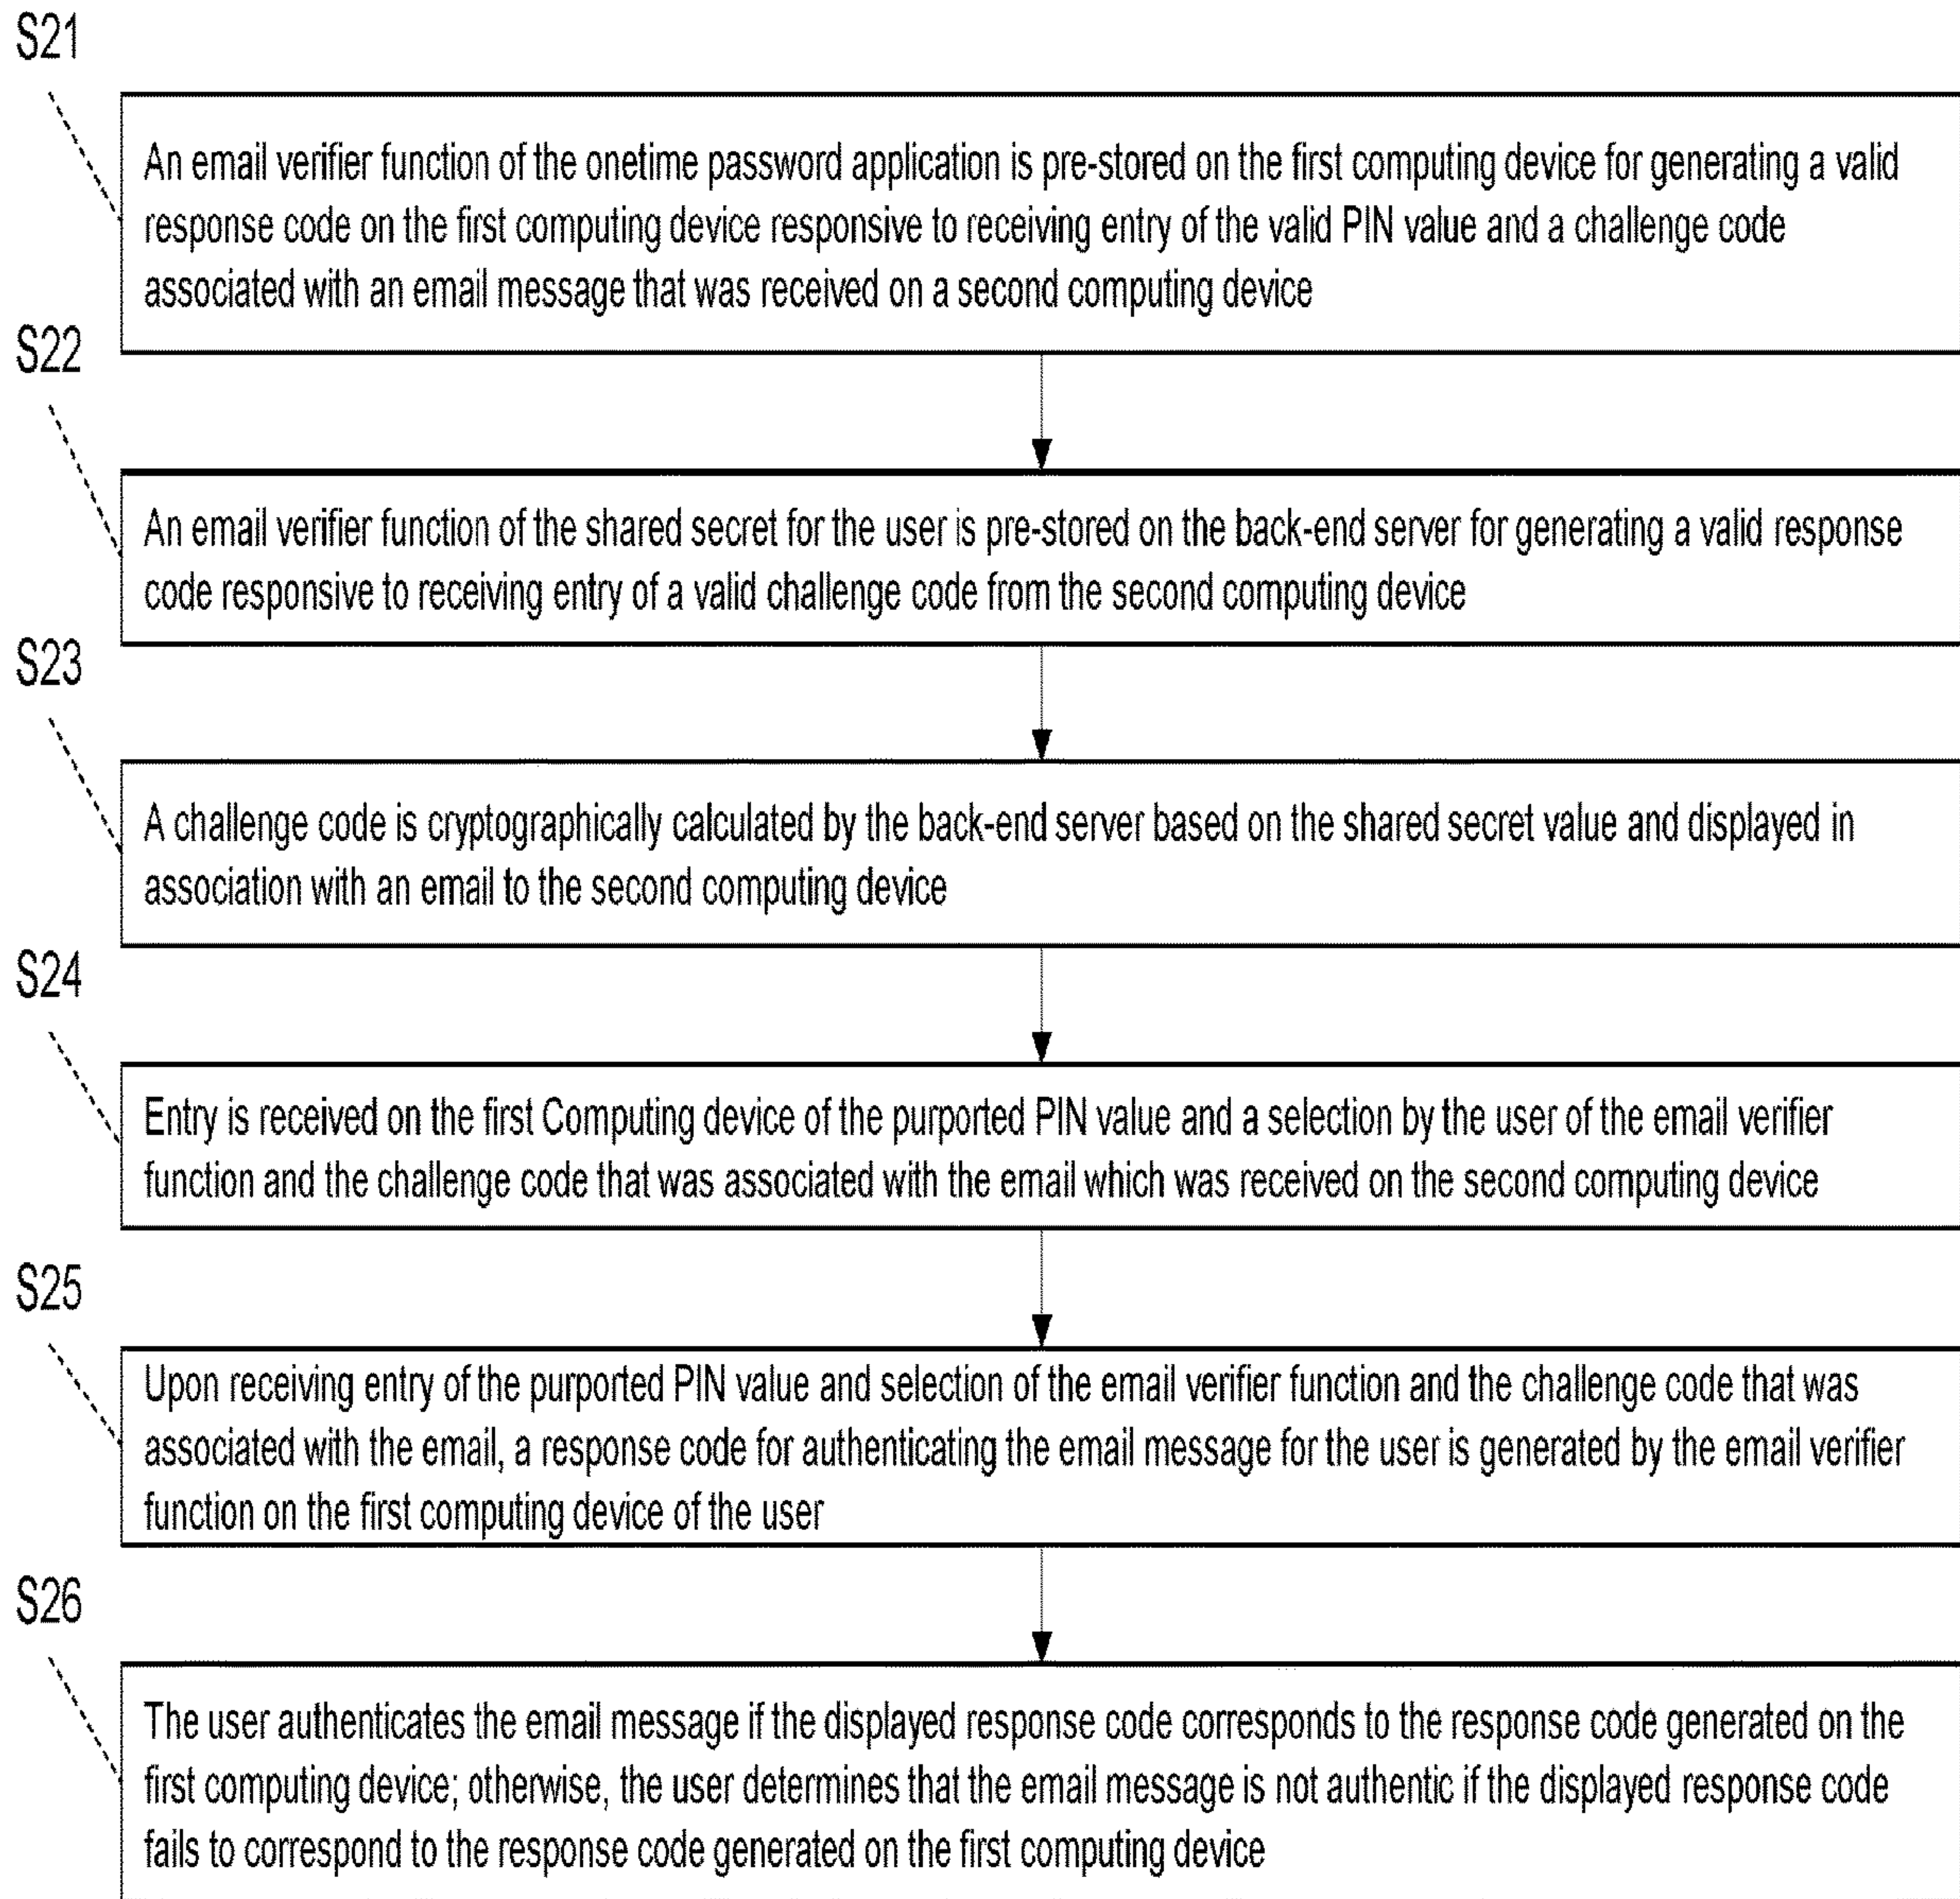 S21
An email verifier function of the onetime password application is pre-stored on the first computing device for generating a valid
response code on the first computing device responsive to receiving entry of the valid PIN value and a challenge code
associated with an email message that was received on a second computing device
S22
An email verifier function of the shared secret for the user is pre-stored on the back-end server for generating a valid response
code responsive to receiving entry of a valid challenge code from the second computing device
S23
A challenge code is cryptographically calculated by the back-end server based on the shared secret value and displayed in
association with an email to the second computing device
S24
Entry is received on the first Computing device of the purported PIN value and a selection by the user of the email verifier
function and the challenge code that was associated with the email which was received on the second computing device
S25
Upon receiving entry of the purported PIN value and selection of the email verifier function and the challenge code that was
associated with the email, a response code for authenticating the email message for the user is generated by the email verifier
function on the first computing device of the user
S26
The user authenticates the email message if the displayed response code corresponds to the response code generated on the
first computing device; otherwise, the user determines that the email message is not authentic if the displayed response code
fails to correspond to the response code generated on the first computing device